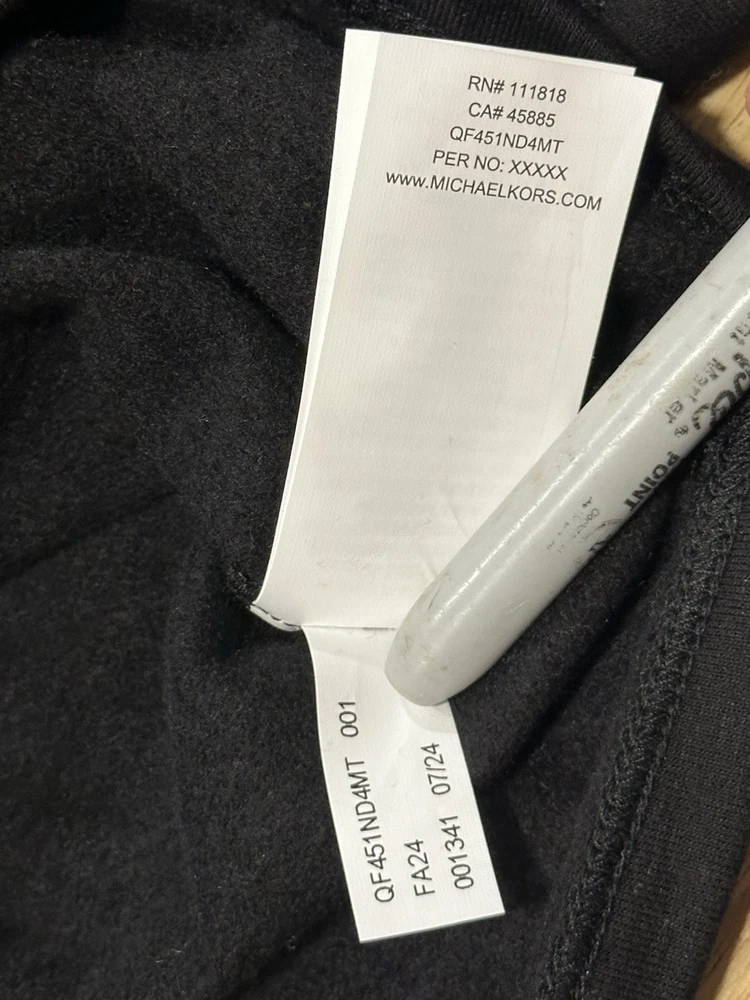 RN# 111818
CA# 45885
QF451ND4MT
PER NO: XXXXX
www.MICHAELKORS.COM
QF451ND4MT 001
FA24
001341 07/24
POINT